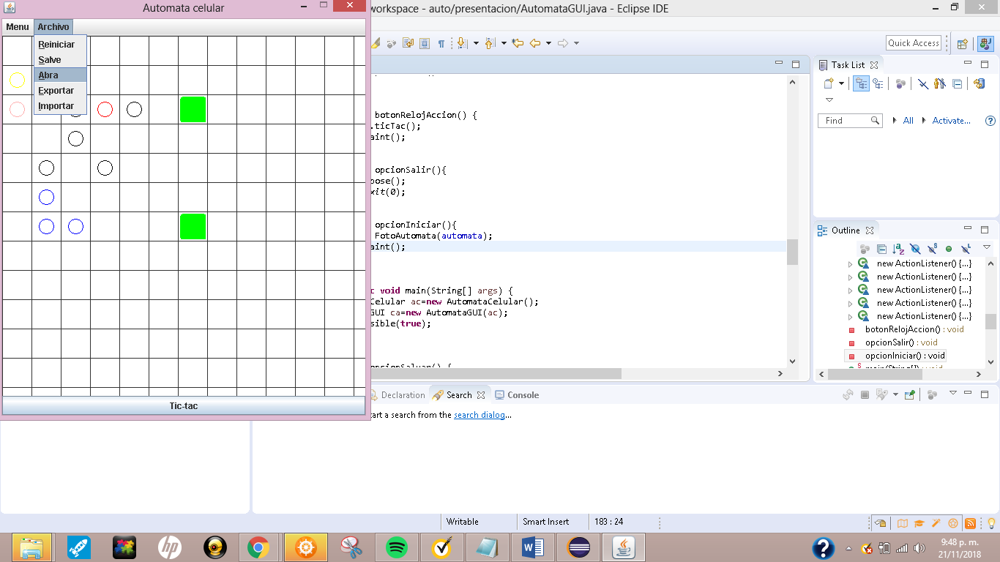 Automata celular
workspace - auto/presentacion/AutomataGUI.java - Eclipse IDE
Menu Archivo
Reiniciar
Salve
Abra
Exportar
Importar
Tic-tac
Quick Access
botonRelojAccion() {
.ticTac();
aint();
opcionSalir(){
pose();
xit(0);
opcionIniciar(){
FotoAutomata(automata);
aint();
c void main(String[] args) {
Celular ac=new AutomataCelular();
GUI ca=new AutomataGUI(ac);
sible(true);
opcionSalvar() {
Task List
Find
All
Activate...
Outline
new ActionListener() {...}
new ActionListener() {...}
new ActionListener() {...}
new ActionListener() {...}
new ActionListener() {...}
botonRelojAccion() : void
opcionSalir() : void
opcionIniciar() : void
main(String[]) : void
Declaration Search Console
tart a search from the search dialog...
Writable Smart Insert 183 : 24
9:48 p. m.
21/11/2018